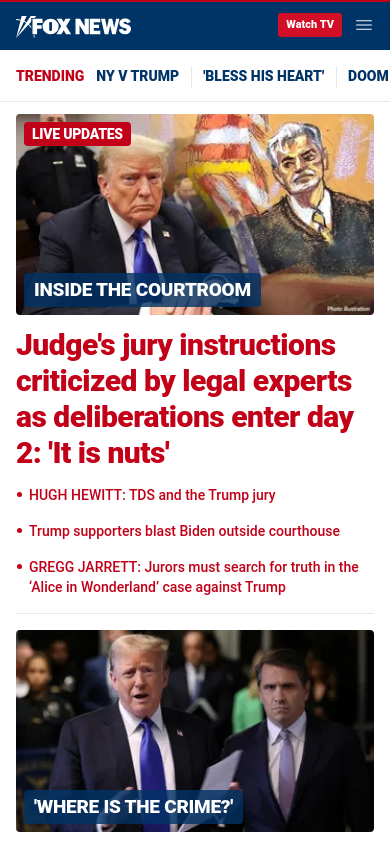 FOX NEWS
Watch TV
TRENDING NY V TRUMP 'BLESS HIS HEART' DOOM
LIVE UPDATES
INSIDE THE COURTROOM
Photo illustration
Judge's jury instructions
criticized by legal experts
as deliberations enter day
2: 'It is nuts'
• HUGH HEWITT: TDS and the Trump jury
• Trump supporters blast Biden outside courthouse
• GREGG JARRETT: Jurors must search for truth in the
‘Alice in Wonderland’ case against Trump
'WHERE IS THE CRIME?'